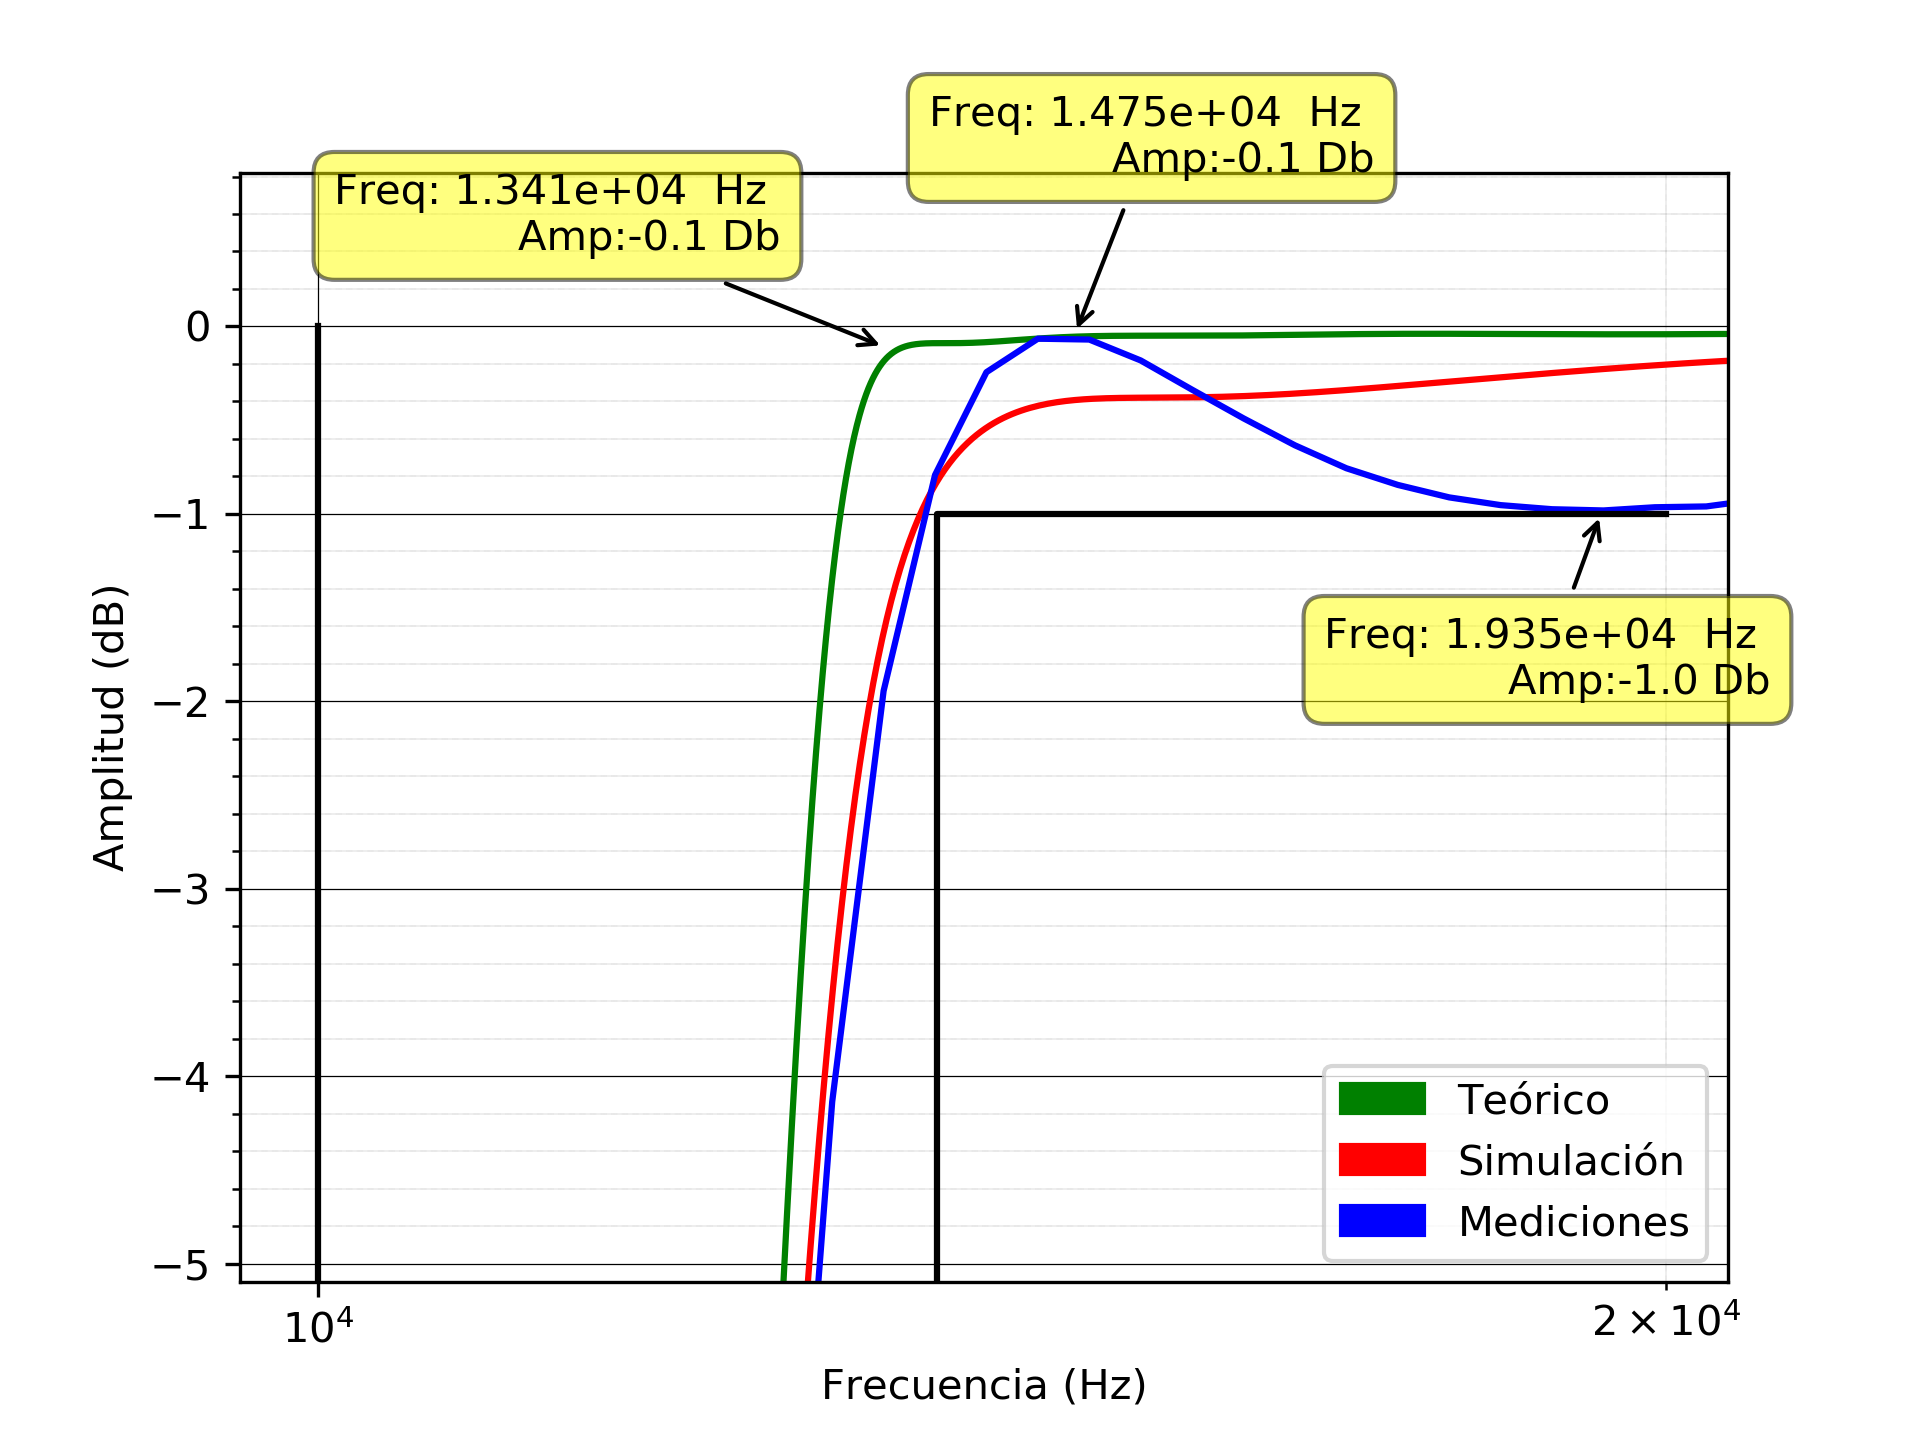 Freq: 1.475e+04 Hz
Amp:-0.1 Db
Freq: 1.341e+04 Hz
Amp:-0.1 Db
0
−1
Freq: 1.935e+04 Hz
Amp:-1.0 Db
−2
−3
−4
−5
Amplitud (dB)
Teórico
Simulación
Mediciones
10⁴
2 × 10⁴
Frecuencia (Hz)